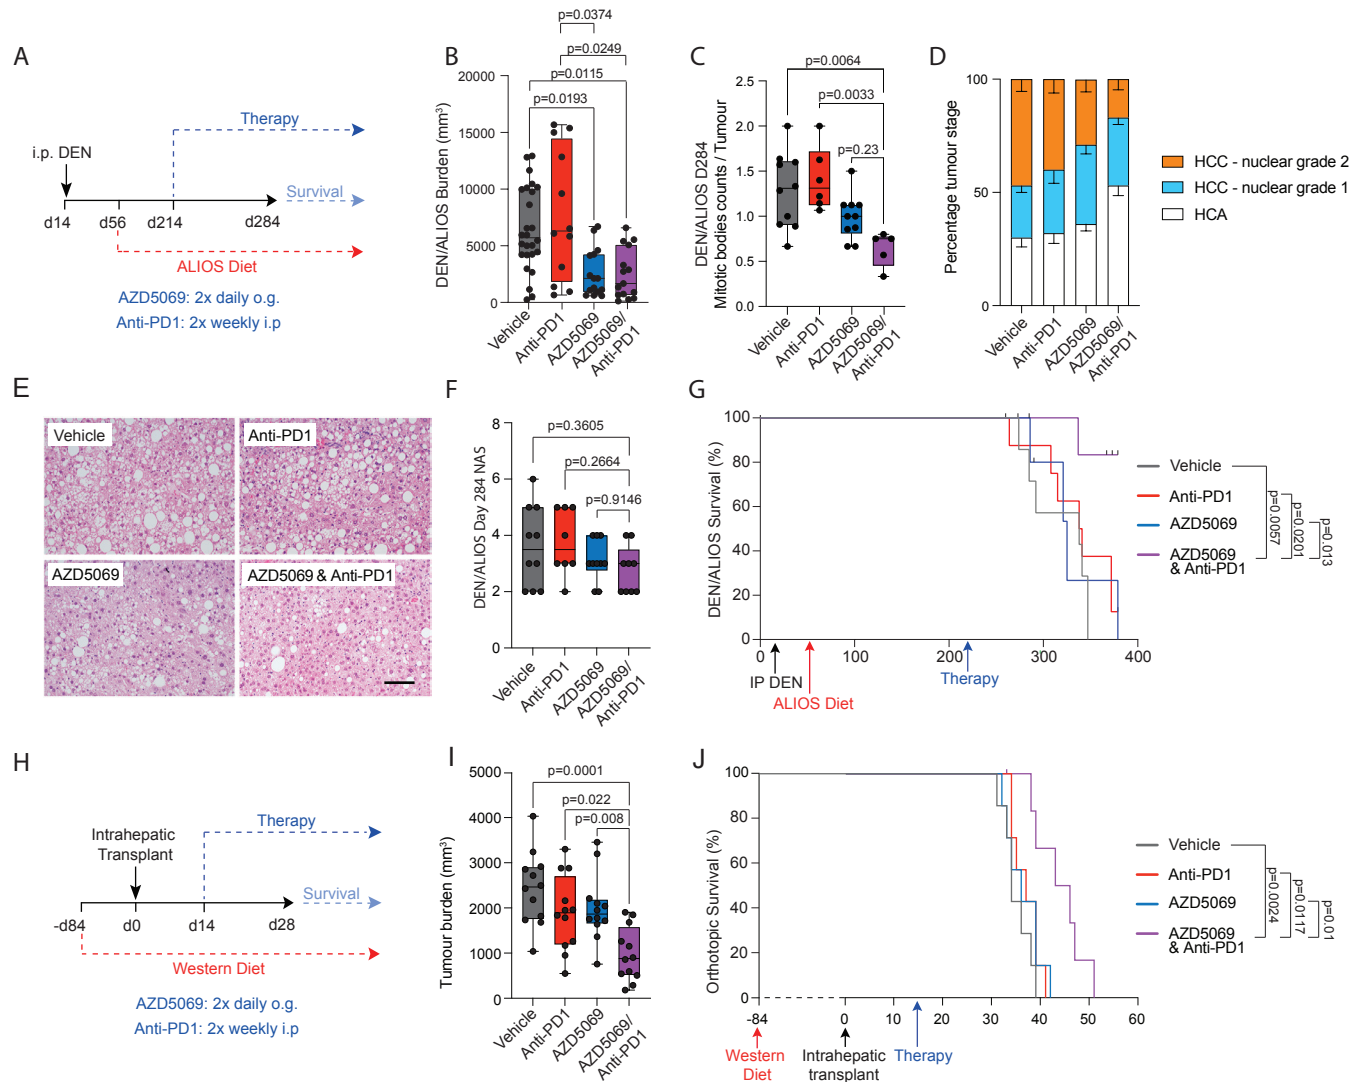 A
Therapy
i.p. DEN
Survival
d14
d56
d214
d284
ALIOS Diet
AZD5069: 2x daily o.g.
Anti-PD1: 2x weekly i.p
B
p=0.0374
p=0.0249
p=0.0115
p=0.0193
DEN/ALIOS Burden (mm³)
20000
15000
10000
5000
0
Vehicle
Anti-PD1
AZD5069
AZD5069/
Anti-PD1
C
p=0.0064
p=0.0033
p=0.23
DEN/ALIOS D284
Mitotic bodies counts / Tumour
2.5
2.0
1.5
1.0
0.5
0.0
Vehicle
Anti-PD1
AZD5069
AZD5069/
Anti-PD1
D
Percentage tumour stage
100
50
0
Vehicle
Anti-PD1
AZD5069
AZD5069/
Anti-PD1
HCC - nuclear grade 2
HCC - nuclear grade 1
HCA
E
Vehicle
Anti-PD1
AZD5069
AZD5069 & Anti-PD1
F
p=0.3605
p=0.2664
p=0.9146
DEN/ALIOS Day 284 NAS
8
6
4
2
0
Vehicle
Anti-PD1
AZD5069
AZD5069/
Anti-PD1
G
DEN/ALIOS Survival (%)
100
80
60
40
20
0
0
100
200
300
400
IP DEN
ALIOS Diet
Therapy
Vehicle
Anti-PD1
AZD5069
AZD5069
& Anti-PD1
p=0.0057
p=0.0201
p=0.013
H
Therapy
Intrahepatic
Transplant
Survival
-d84
d0
d14
d28
Western Diet
AZD5069: 2x daily o.g.
Anti-PD1: 2x weekly i.p
I
p=0.0001
p=0.022
p=0.008
Tumour burden (mm³)
5000
4000
3000
2000
1000
0
Vehicle
Anti-PD1
AZD5069
AZD5069/
Anti-PD1
J
Orthotopic Survival (%)
100
80
60
40
20
0
-84
0
10
20
30
40
50
60
Western
Diet
Intrahepatic
transplant
Therapy
Vehicle
Anti-PD1
AZD5069
AZD5069
& Anti-PD1
p=0.0024
p=0.0117
p=0.01